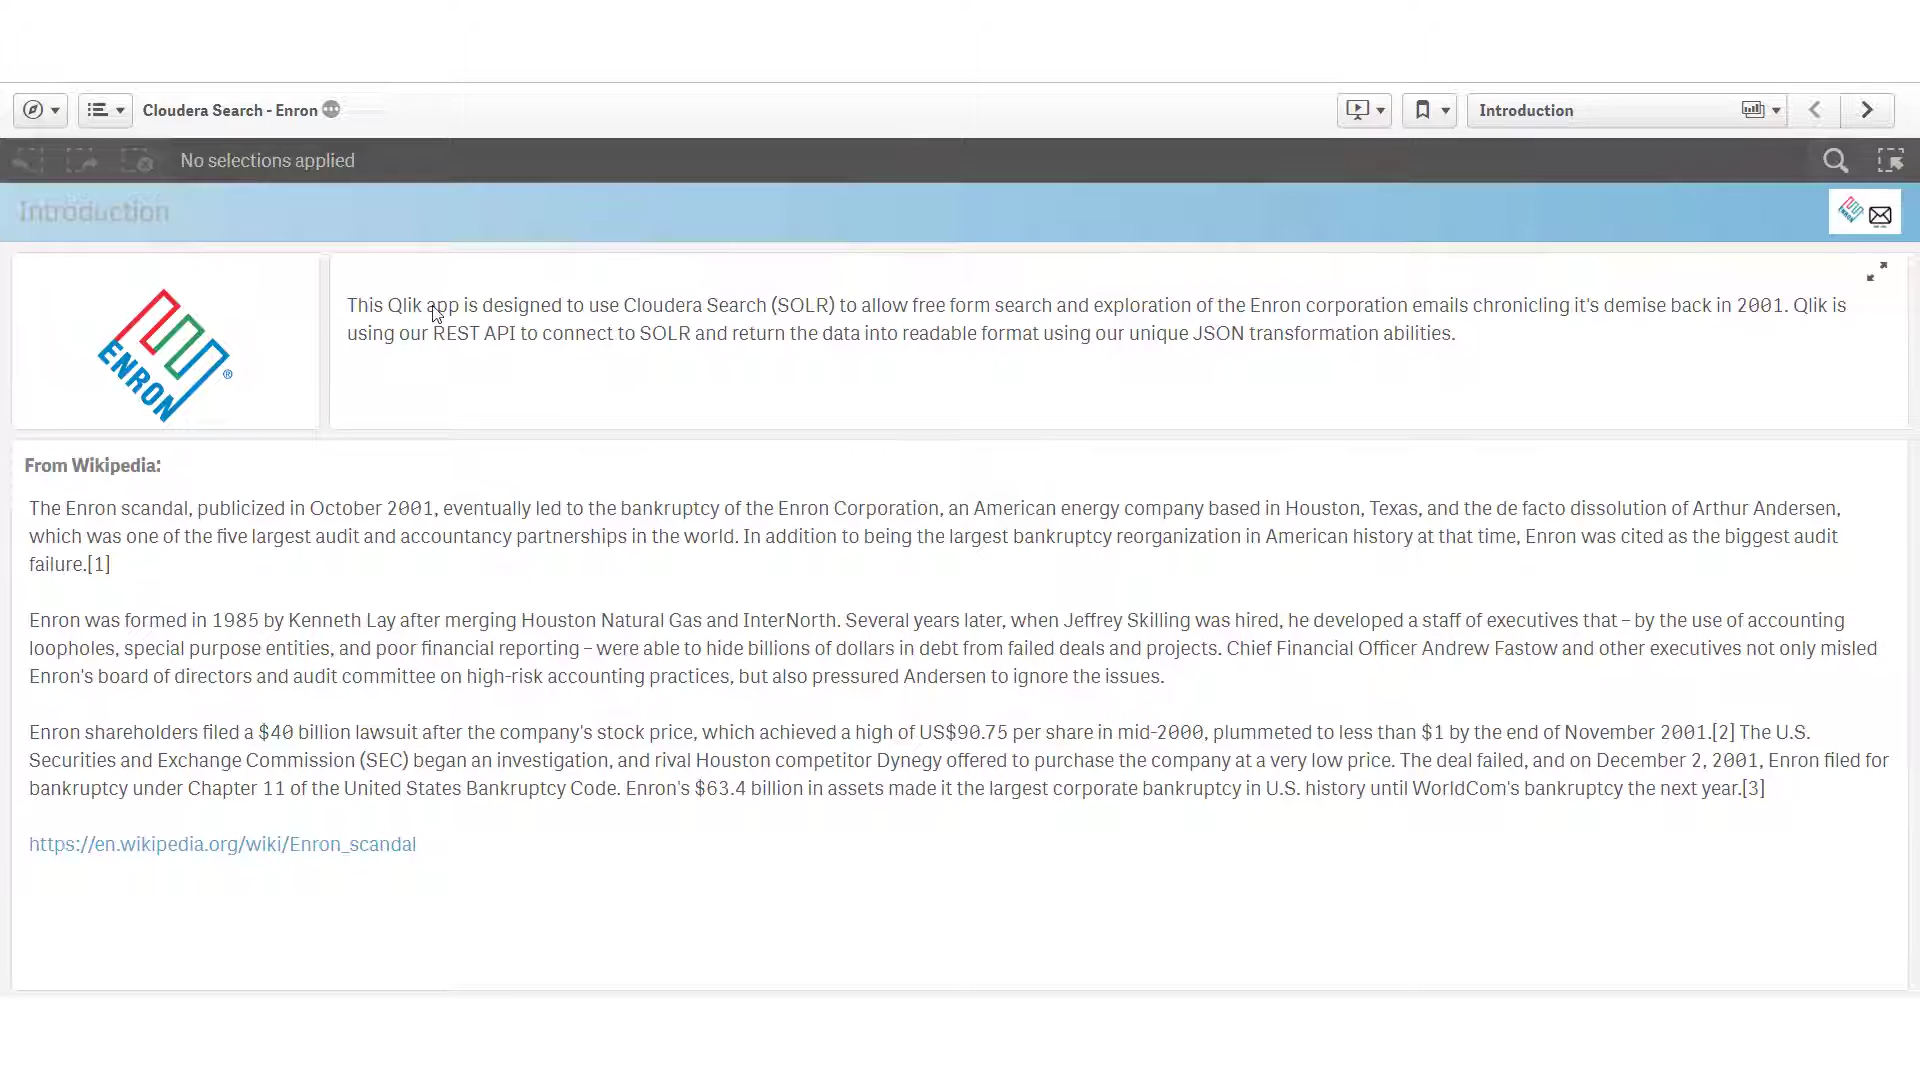 Cloudera Search - Enron
Introduction
No selections applied
Introduction
ENRON
ENRON®
This Qlik app is designed to use Cloudera Search (SOLR) to allow free form search and exploration of the Enron corporation emails chronicling it's demise back in 2001. Qlik is
using our REST API to connect to SOLR and return the data into readable format using our unique JSON transformation abilities.
From Wikipedia:
The Enron scandal, publicized in October 2001, eventually led to the bankruptcy of the Enron Corporation, an American energy company based in Houston, Texas, and the de facto dissolution of Arthur Andersen,
which was one of the five largest audit and accountancy partnerships in the world. In addition to being the largest bankruptcy reorganization in American history at that time, Enron was cited as the biggest audit
failure.[1]
Enron was formed in 1985 by Kenneth Lay after merging Houston Natural Gas and InterNorth. Several years later, when Jeffrey Skilling was hired, he developed a staff of executives that – by the use of accounting
loopholes, special purpose entities, and poor financial reporting – were able to hide billions of dollars in debt from failed deals and projects. Chief Financial Officer Andrew Fastow and other executives not only misled
Enron's board of directors and audit committee on high-risk accounting practices, but also pressured Andersen to ignore the issues.
Enron shareholders filed a $40 billion lawsuit after the company's stock price, which achieved a high of US$90.75 per share in mid-2000, plummeted to less than $1 by the end of November 2001.[2] The U.S.
Securities and Exchange Commission (SEC) began an investigation, and rival Houston competitor Dynegy offered to purchase the company at a very low price. The deal failed, and on December 2, 2001, Enron filed for
bankruptcy under Chapter 11 of the United States Bankruptcy Code. Enron's $63.4 billion in assets made it the largest corporate bankruptcy in U.S. history until WorldCom's bankruptcy the next year.[3]
https://en.wikipedia.org/wiki/Enron_scandal